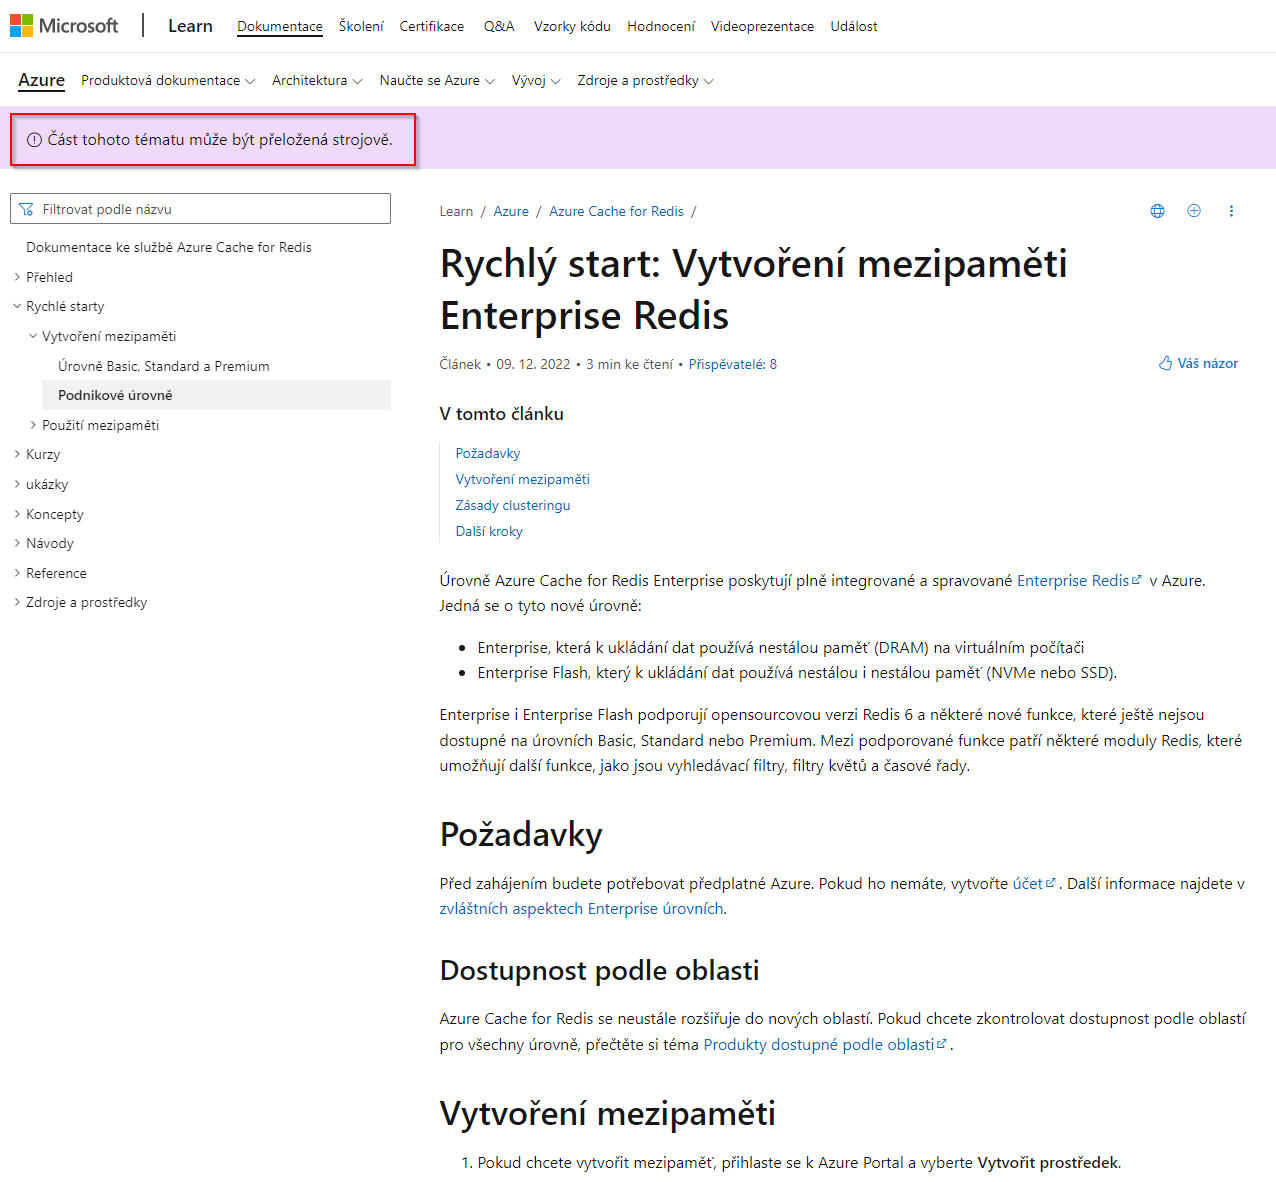 Microsoft Learn Dokumentace Školení Certifikace Q&A Vzorky kódu Hodnocení Videoprezentace Událost
Azure Produktová dokumentace Architektura Naučte se Azure Vývoj Zdroje a prostředky
Část tohoto tématu může být přeložená strojově.
Filtrovat podle názvu
Dokumentace ke službě Azure Cache for Redis
Přehled
Rychlé starty
Vytvoření mezipaměti
Úrovně Basic, Standard a Premium
Podnikové úrovně
Použití mezipaměti
Kurzy
ukázky
Koncepty
Návody
Reference
Zdroje a prostředky
Learn / Azure / Azure Cache for Redis /
Rychlý start: Vytvoření mezipaměti
Enterprise Redis
Článek • 09. 12. 2022 • 3 min ke čtení • Přispěvatelé: 8
Váš názor
V tomto článku
Požadavky
Vytvoření mezipaměti
Zásady clusteringu
Další kroky
Úrovně Azure Cache for Redis Enterprise poskytují plně integrované a spravované Enterprise Redis v Azure.
Jedná se o tyto nové úrovně:
• Enterprise, která k ukládání dat používá nestálou paměť (DRAM) na virtuálním počítači
• Enterprise Flash, který k ukládání dat používá nestálou i nestálou paměť (NVMe nebo SSD).
Enterprise i Enterprise Flash podporují opensourcovou verzi Redis 6 a některé nové funkce, které ještě nejsou
dostupné na úrovních Basic, Standard nebo Premium. Mezi podporované funkce patří některé moduly Redis, které
umožňují další funkce, jako jsou vyhledávací filtry, filtry květů a časové řady.
Požadavky
Před zahájením budete potřebovat předplatné Azure. Pokud ho nemáte, vytvořte účet. Další informace najdete v
zvláštních aspektech Enterprise úrovních.
Dostupnost podle oblasti
Azure Cache for Redis se neustále rozšiřuje do nových oblastí. Pokud chcete zkontrolovat dostupnost podle oblastí
pro všechny úrovně, přečtěte si téma Produkty dostupné podle oblasti.
Vytvoření mezipaměti
1. Pokud chcete vytvořit mezipaměť, přihlaste se k Azure Portal a vyberte Vytvořit prostředek.